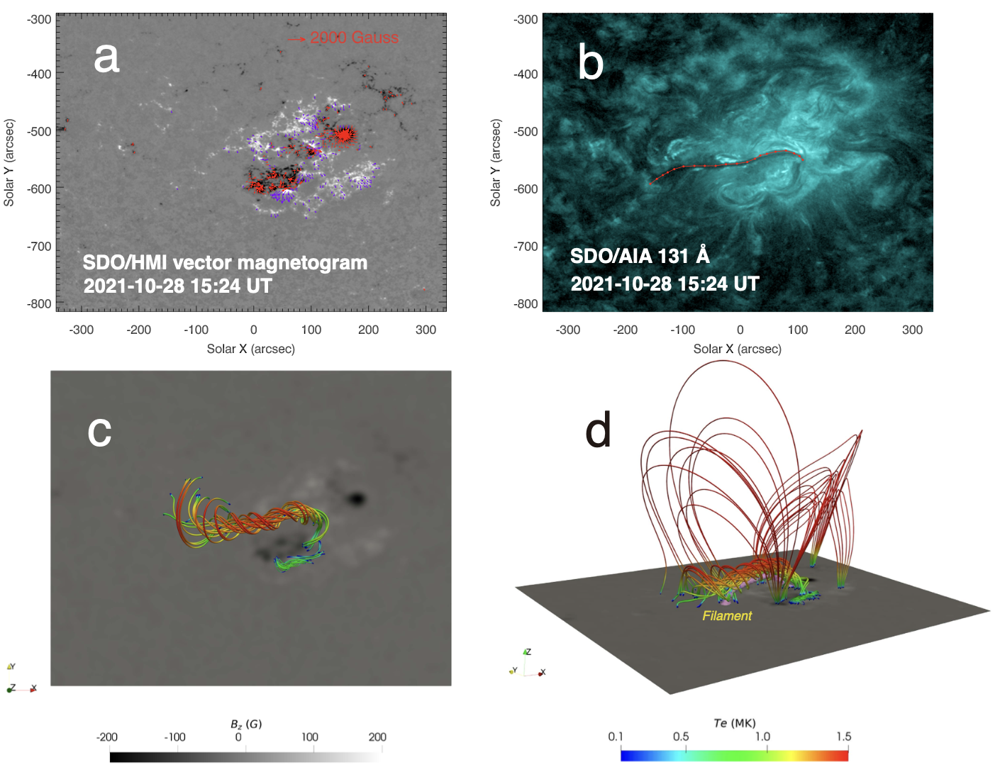 a
2000 Gauss
-300
-400
-500
-600
-700
-800
Solar Y (arcsec)
SDO/HMI vector magnetogram
2021-10-28 15:24 UT
-300 -200 -100 0 100 200 300
Solar X (arcsec)
b
-300
-400
-500
-600
-700
-800
Solar Y (arcsec)
SDO/AIA 131 Å
2021-10-28 15:24 UT
-300 -200 -100 0 100 200 300
Solar X (arcsec)
c
Y
Z X
Bz (G)
-200 -100 0 100 200
d
Filament
Z
Y X
Te (MK)
0.1 0.5 1.0 1.5